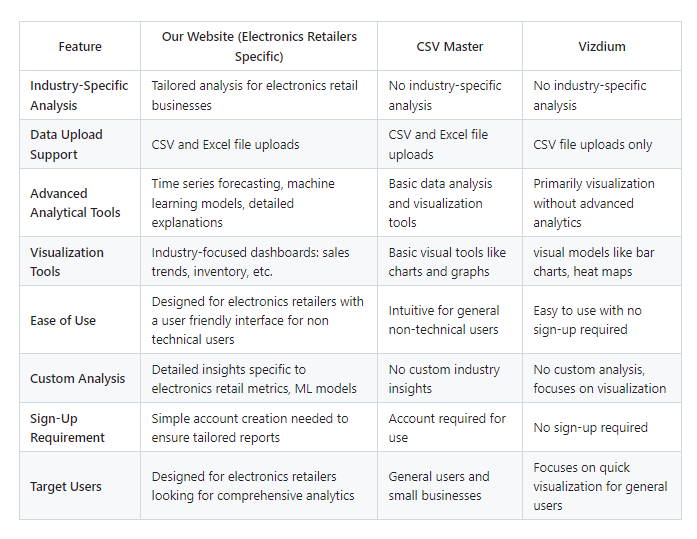 Feature
Our Website (Electronics Retailers
Specific)
CSV Master
Vizdium
Industry-Specific
Analysis
Tailored analysis for electronics retail
businesses
No industry-specific
analysis
No industry-specific
analysis
Data Upload
Support
CSV and Excel file uploads
CSV and Excel file
uploads
CSV file uploads only
Advanced
Analytical Tools
Time series forecasting, machine
learning models, detailed
explanations
Basic data analysis
and visualization
tools
Primarily visualization
without advanced
analytics
Visualization
Tools
Industry-focused dashboards: sales
trends, inventory, etc.
Basic visual tools like
charts and graphs
visual models like bar
charts, heat maps
Ease of Use
Designed for electronics retailers with
a user friendly interface for non
technical users
Intuitive for general
non-technical users
Easy to use with no
sign-up required
Custom Analysis
Detailed insights specific to
electronics retail metrics, ML models
No custom industry
insights
No custom analysis,
focuses on visualization
Sign-Up
Requirement
Simple account creation needed to
ensure tailored reports
Account required for
use
No sign-up required
Target Users
Designed for electronics retailers
looking for comprehensive analytics
General users and
small businesses
Focuses on quick
visualization for general
users